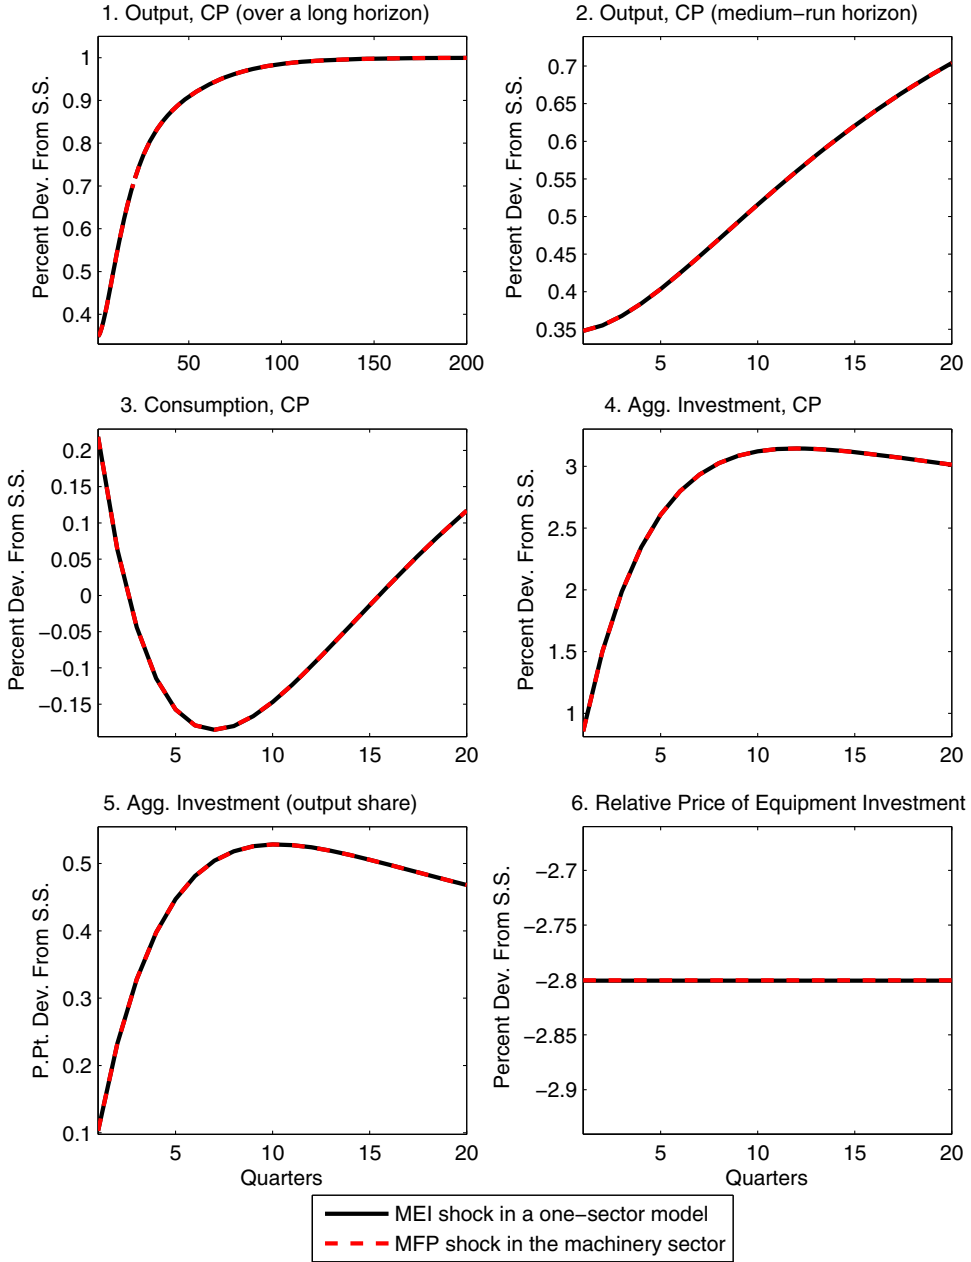 1. Output, CP (over a long horizon)
Percent Dev. From S.S.
1
0.9
0.8
0.7
0.6
0.5
0.4
50 100 150 200
2. Output, CP (medium−run horizon)
Percent Dev. From S.S.
0.7
0.65
0.6
0.55
0.5
0.45
0.4
0.35
5 10 15 20
3. Consumption, CP
Percent Dev. From S.S.
0.2
0.15
0.1
0.05
0
−0.05
−0.1
−0.15
5 10 15 20
4. Agg. Investment, CP
Percent Dev. From S.S.
3
2.5
2
1.5
1
5 10 15 20
5. Agg. Investment (output share)
P.Pt. Dev. From S.S.
0.5
0.4
0.3
0.2
0.1
5 10 15 20
Quarters
6. Relative Price of Equipment Investment
Percent Dev. From S.S.
−2.7
−2.75
−2.8
−2.85
−2.9
5 10 15 20
Quarters
MEI shock in a one−sector model
MFP shock in the machinery sector